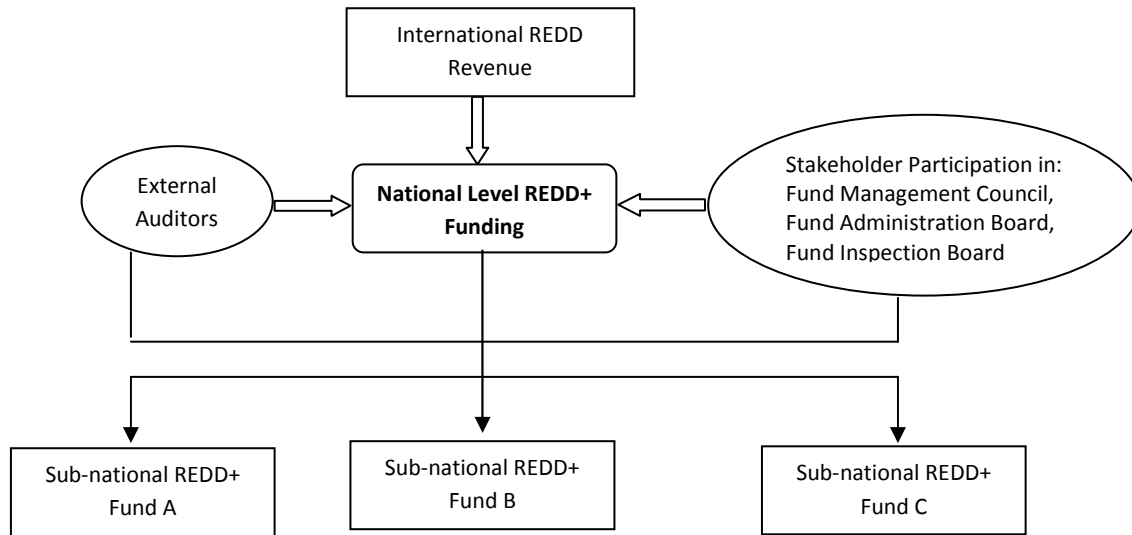 International REDD
Revenue
External
Auditors
National Level REDD+
Funding
Stakeholder Participation in:
Fund Management Council,
Fund Administration Board,
Fund Inspection Board
Sub-national REDD+
Fund A
Sub-national REDD+
Fund B
Sub-national REDD+
Fund C